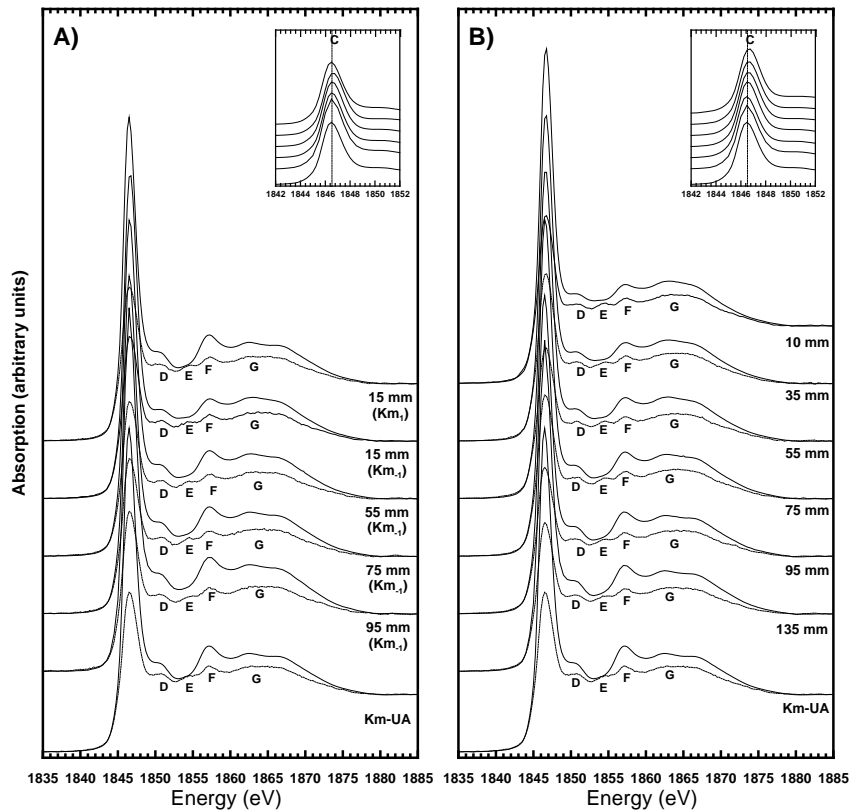 A)
C
1842 1844 1846 1848 1850 1852
D E F G
15 mm
(Km1)
D E F G
15 mm
(Km-1)
D E F G
55 mm
(Km-1)
D E F G
75 mm
(Km-1)
D E F G
95 mm
(Km-1)
D E F G
Km-UA
1835 1840 1845 1850 1855 1860 1865 1870 1875 1880 1885
Energy (eV)
Absorption (arbitrary units)
B)
C
1842 1844 1846 1848 1850 1852
D E F G
10 mm
D E F G
35 mm
D E F G
55 mm
D E F G
75 mm
D E F G
95 mm
D E F G
135 mm
D E F G
Km-UA
1835 1840 1845 1850 1855 1860 1865 1870 1875 1880 1885
Energy (eV)